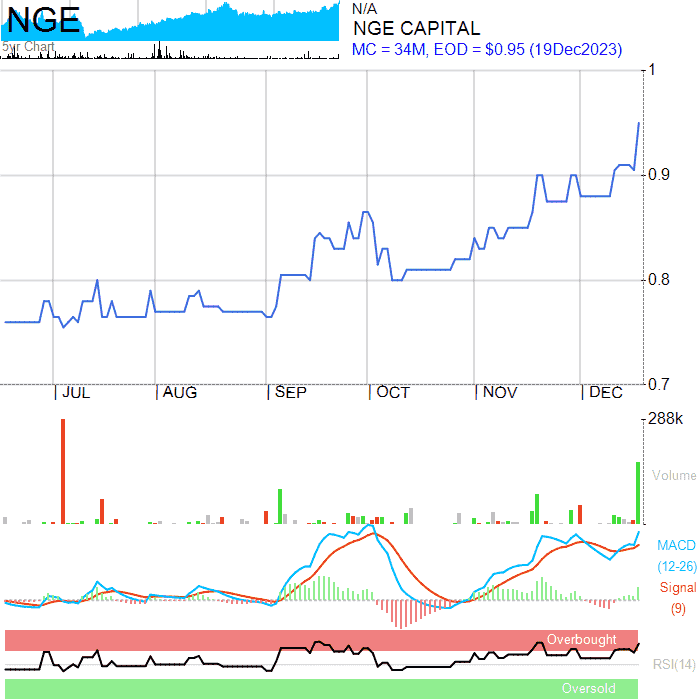 NGE
5yr Chart
N/A
NGE CAPITAL
MC = 34M, EOD = $0.95 (19Dec2023)
1
0.9
0.8
0.7
JUL AUG SEP OCT NOV DEC
288k
Volume
MACD
(12-26)
Signal
(9)
Overbought
RSI(14)
Oversold